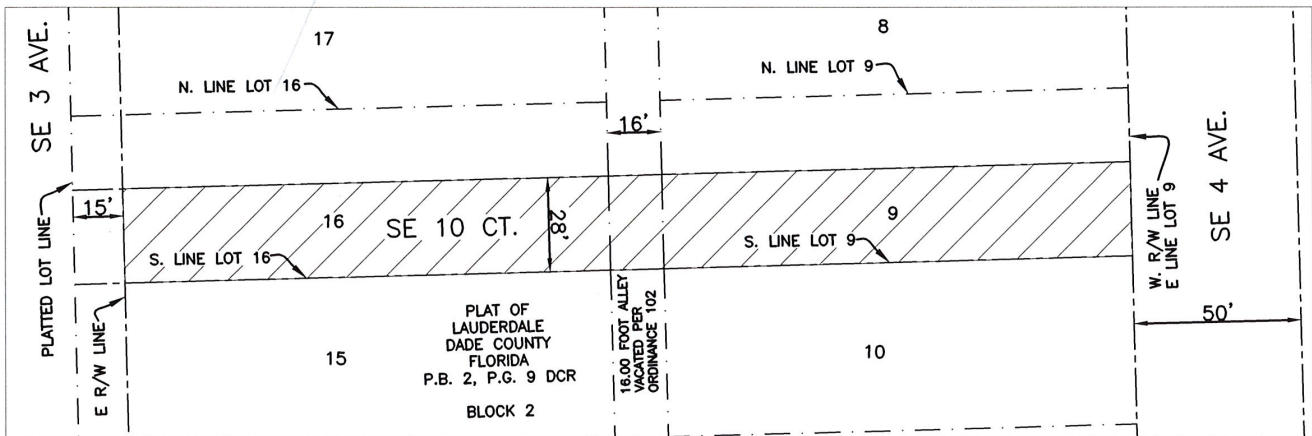 SE 3 AVE.
17
8
N. LINE LOT 16
N. LINE LOT 9
16'
SE 4 AVE.
PLATTED LOT LINE
15'
16
SE 10 CT.
28'
9
S. LINE LOT 16
S. LINE LOT 9
W. R/W LINE
E LINE LOT 9
50'
E R/W LINE
15
PLAT OF
LAUDERDALE
DADE COUNTY
FLORIDA
P.B. 2, P.G. 9 DCR
BLOCK 2
16.00 FOOT ALLEY
VACATED PER
ORDINANCE 102
10